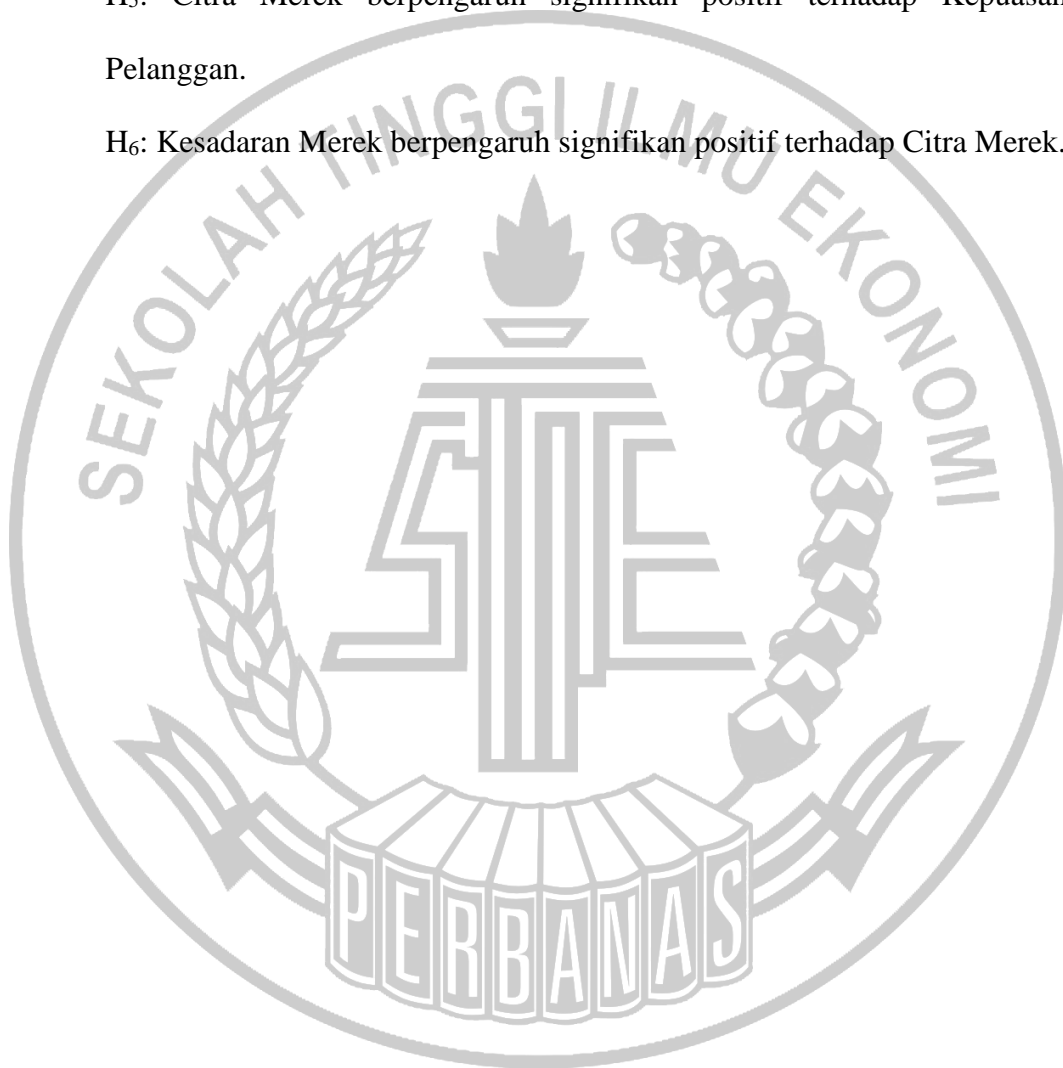 H₅: Citra Merek berpengaruh signifikan positif terhadap Kepuasan
Pelanggan.
H₆: Kesadaran Merek berpengaruh signifikan positif terhadap Citra Merek.
SEKOLAH TINGGI ILMU EKONOMI
STIE
PERBANAS